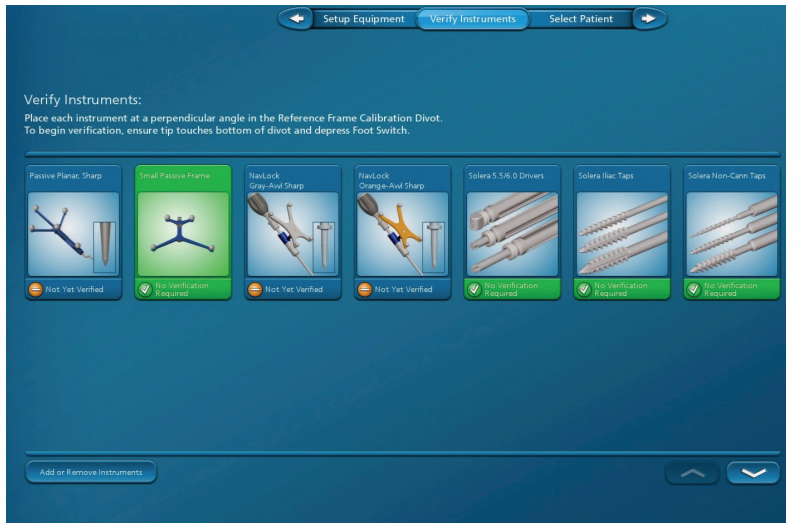 Setup Equipment
Verify Instruments
Select Patient
Verify Instruments:
Place each instrument at a perpendicular angle in the Reference Frame Calibration Divot.
To begin verification, ensure tip touches bottom of divot and depress Foot Switch.
Passive Planar, Sharp
Not Yet Verified
Small Passive Frame
No Verification
Required
NavLock
Gray-Awl Sharp
Not Yet Verified
NavLock
Orange-Awl Sharp
Not Yet Verified
Solera 5.5/6.0 Drivers
No Verification
Required
Solera Iliac Taps
No Verification
Required
Solera Non-Cann Taps
No Verification
Required
Add or Remove Instruments